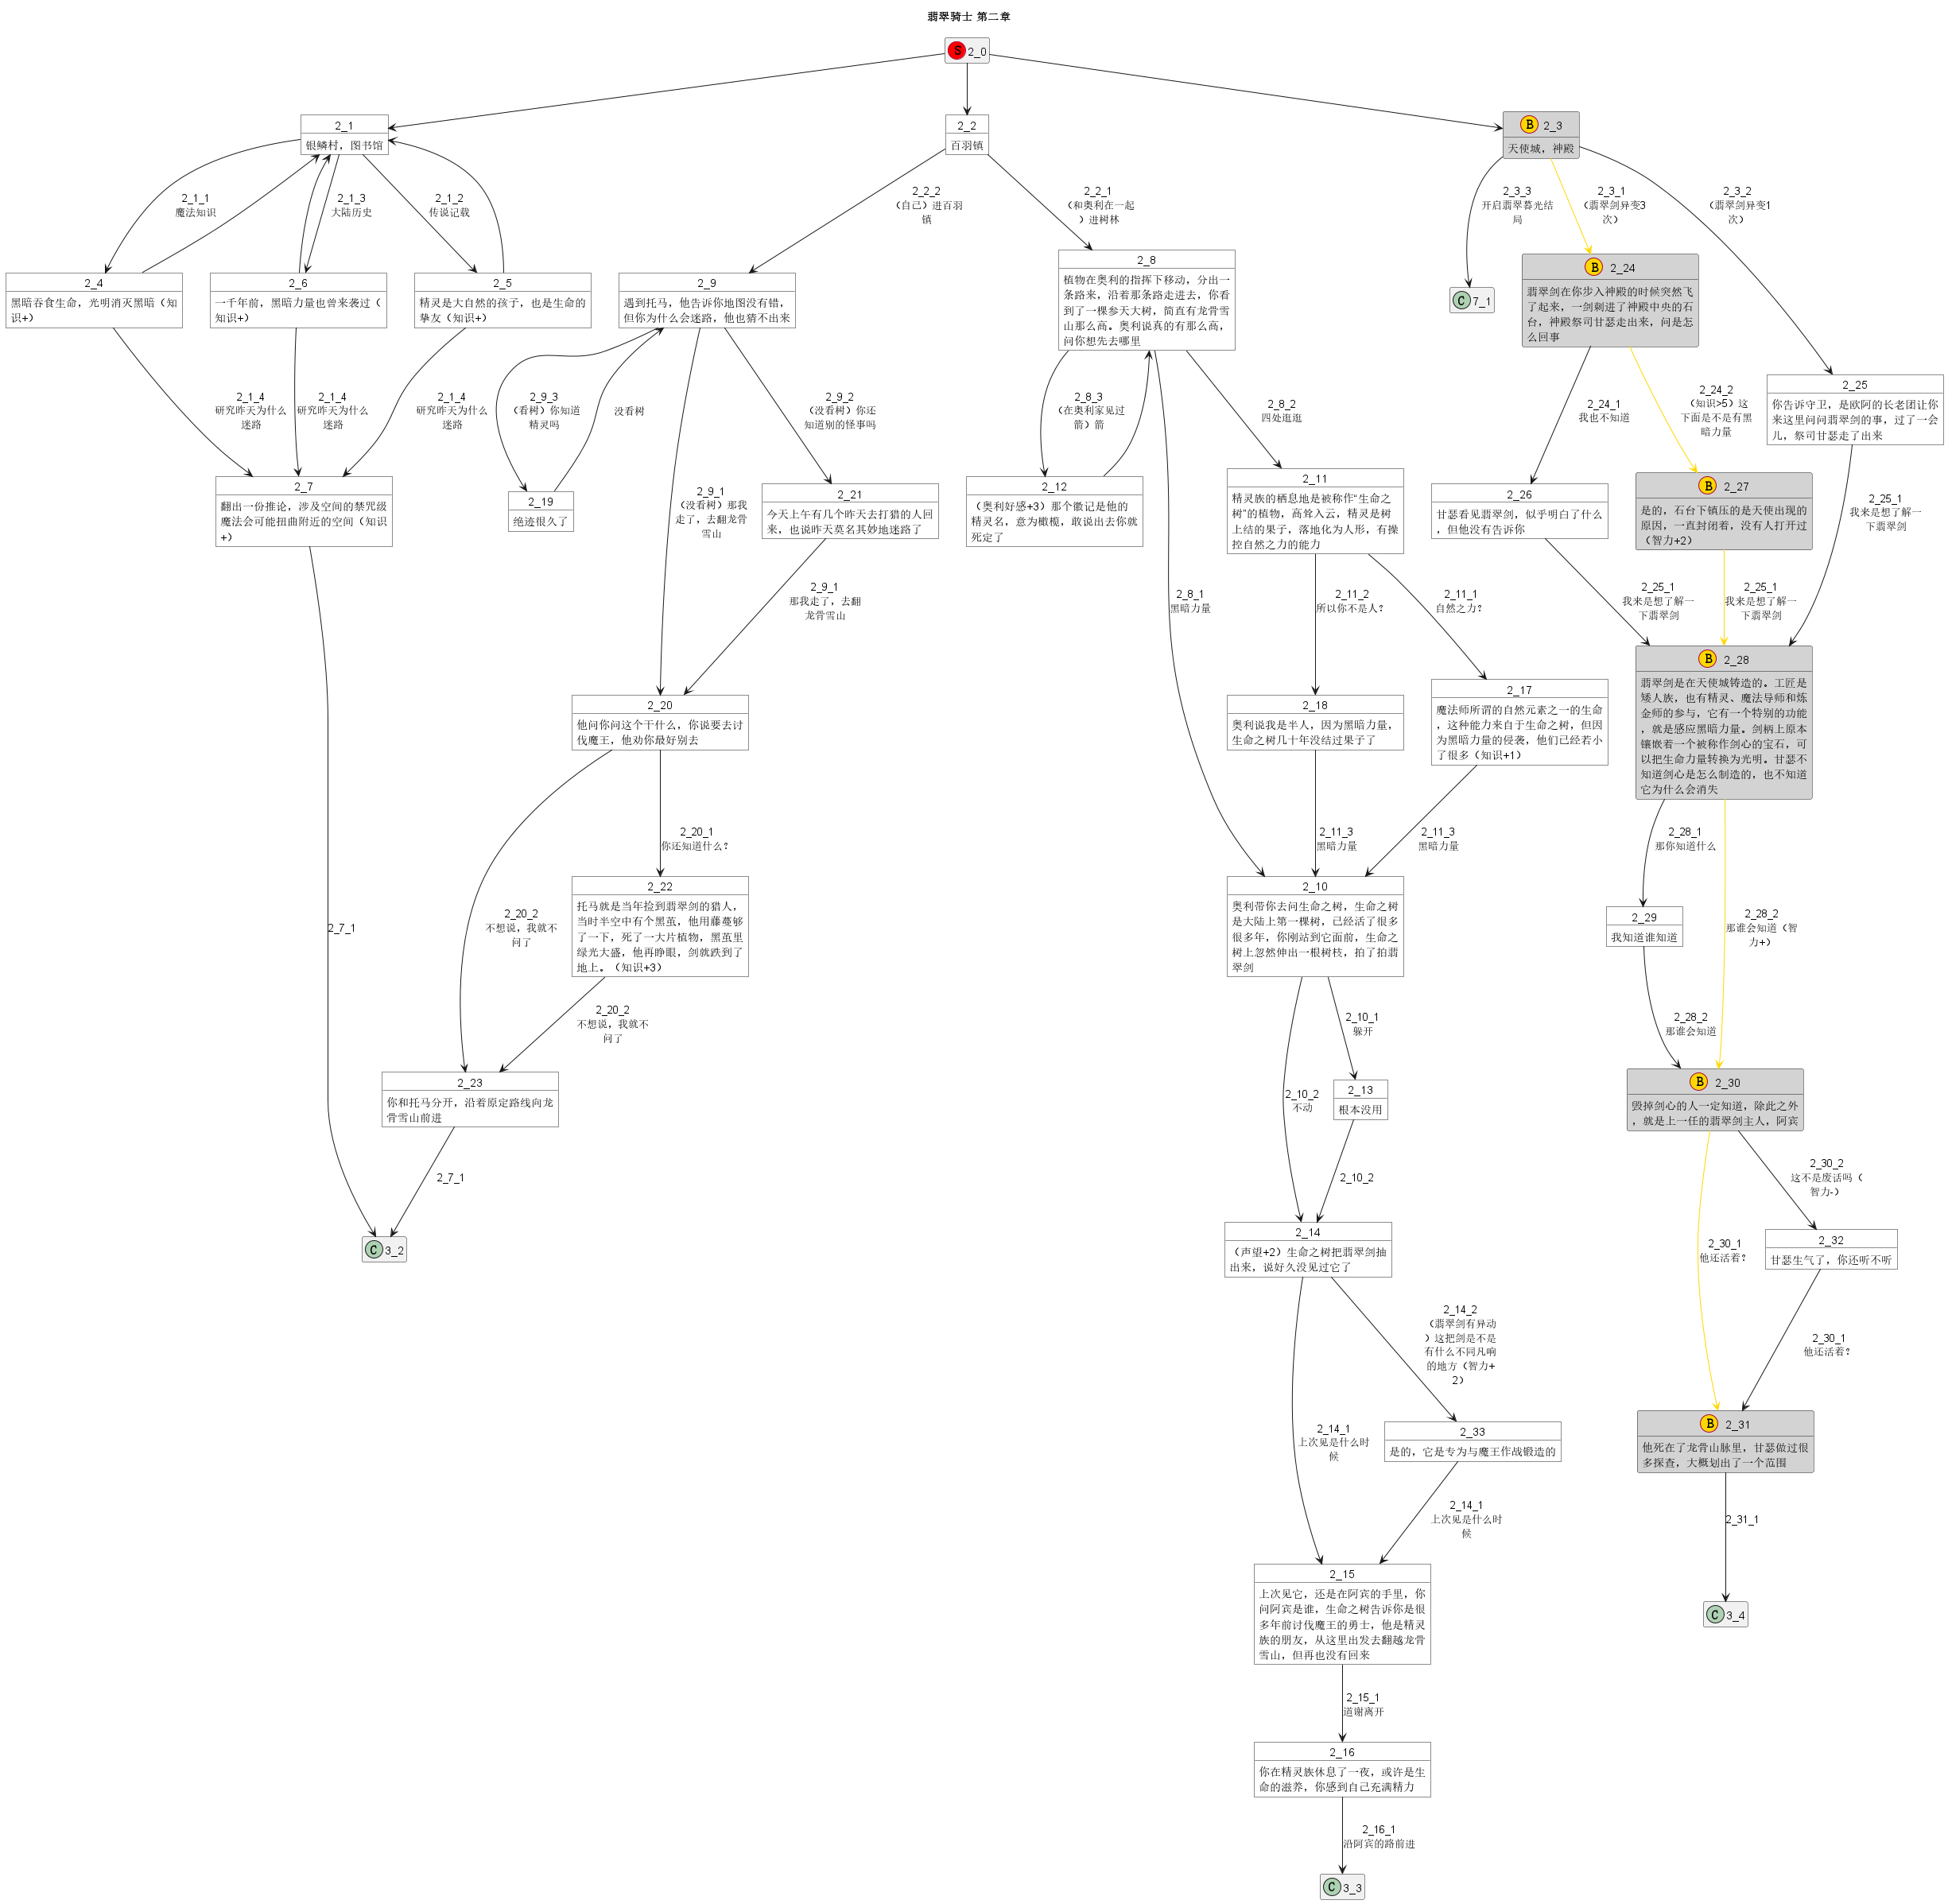 翡翠骑士 第二章
S 2_0
2_1
银鳞村，图书馆
2_2
百羽镇
B 2_3
天使城，神殿
2_1_1
魔法知识
2_1_3
大陆历史
2_1_2
传说记载
2_2_2
（自己）进百羽
镇
2_2_1
（和奥利在一起
）进树林
2_3_3
开启翡翠暮光结
局
2_3_1
（翡翠剑异变3
次）
2_3_2
（翡翠剑异变1
次）
2_4
黑暗吞食生命，光明消灭黑暗（知
识+）
2_6
一千年前，黑暗力量也曾来袭过（
知识+）
2_5
精灵是大自然的孩子，也是生命的
挚友（知识+）
2_9
遇到托马，他告诉你地图没有错，
但你为什么会迷路，他也猜不出来
2_8
植物在奥利的指挥下移动，分出一
条路来，沿着那条路走进去，你看
到了一棵参天大树，简直有龙骨雪
山那么高。奥利说真的有那么高，
问你想先去哪里
C 7_1
B 2_24
翡翠剑在你步入神殿的时候突然飞
了起来，一剑刺进了神殿中央的石
台，神殿祭司甘瑟走出来，问是怎
么回事
2_25
你告诉守卫，是欧阿的长老团让你
来这里问问翡翠剑的事，过了一会
儿，祭司甘瑟走了出来
2_1_4
研究昨天为什么
迷路
2_1_4
研究昨天为什么
迷路
2_1_4
研究昨天为什么
迷路
2_9_3
（看树）你知道
精灵吗
没看树
2_9_2
（没看树）你还
知道别的怪事吗
2_8_3
（在奥利家见过
箭）箭
2_8_2
四处逛逛
2_24_1
我也不知道
2_24_2
（知识>5）这
下面是不是有黑
暗力量
2_7
翻出一份推论，涉及空间的禁咒级
魔法会可能扭曲附近的空间（知识
+）
2_19
绝迹很久了
2_9_1
（没看树）那我
走了，去翻龙骨
雪山
2_21
今天上午有几个昨天去打猎的人回
来，也说昨天莫名其妙地迷路了
2_12
（奥利好感+3）那个徽记是他的
精灵名，意为橄榄，敢说出去你就
死定了
2_11
精灵族的栖息地是被称作“生命之
树”的植物，高耸入云，精灵是树
上结的果子，落地化为人形，有操
控自然之力的能力
2_26
甘瑟看见翡翠剑，似乎明白了什么
，但他没有告诉你
B 2_27
是的，石台下镇压的是天使出现的
原因，一直封闭着，没有人打开过
（智力+2）
2_25_1
我来是想了解一
下翡翠剑
2_9_1
那我走了，去翻
龙骨雪山
2_8_1
黑暗力量
2_11_2
所以你不是人？
2_11_1
自然之力？
2_25_1
我来是想了解一
下翡翠剑
2_25_1
我来是想了解一
下翡翠剑
2_20
他问你问这个干什么，你说要去讨
伐魔王，他劝你最好别去
2_18
奥利说我是半人，因为黑暗力量，
生命之树几十年没结过果子了
2_17
魔法师所谓的自然元素之一的生命
，这种能力来自于生命之树，但因
为黑暗力量的侵袭，他们已经若小
了很多（知识+1）
B 2_28
翡翠剑是在天使城铸造的。工匠是
矮人族，也有精灵、魔法导师和炼
金师的参与，它有一个特别的功能
，就是感应黑暗力量。剑柄上原本
镶嵌着一个被称作剑心的宝石，可
以把生命力量转换为光明。甘瑟不
知道剑心是怎么制造的，也不知道
它为什么会消失
2_20_1
你还知道什么？
2_11_3
黑暗力量
2_11_3
黑暗力量
2_28_1
那你知道什么
2_7_1
2_20_2
不想说，我就不
问了
2_22
托马就是当年捡到翡翠剑的猎人，
当时半空中有个黑茧，他用藤蔓够
了一下，死了一大片植物，黑茧里
绿光大盛，他再睁眼，剑就跌到了
地上。（知识+3）
2_10
奥利带你去问生命之树，生命之树
是大陆上第一棵树，已经活了很多
很多年，你刚站到它面前，生命之
树上忽然伸出一根树枝，拍了拍翡
翠剑
2_29
我知道谁知道
2_28_2
那谁会知道（智
力+）
2_20_2
不想说，我就不
问了
2_10_1
躲开
2_28_2
那谁会知道
2_23
你和托马分开，沿着原定路线向龙
骨雪山前进
2_10_2
不动
2_13
根本没用
B 2_30
毁掉剑心的人一定知道，除此之外
，就是上一任的翡翠剑主人，阿宾
2_7_1
2_10_2
2_30_2
这不是废话吗（
智力-）
C 3_2
2_14
（声望+2）生命之树把翡翠剑抽
出来，说好久没见过它了
2_30_1
他还活着？
2_32
甘瑟生气了，你还听不听
2_14_2
（翡翠剑有异动
）这把剑是不是
有什么不同凡响
的地方（智力+
2）
2_30_1
他还活着？
2_14_1
上次见是什么时
候
2_33
是的，它是专为与魔王作战锻造的
B 2_31
他死在了龙骨山脉里，甘瑟做过很
多探查，大概划出了一个范围
2_14_1
上次见是什么时
候
2_31_1
2_15
上次见它，还是在阿宾的手里，你
问阿宾是谁，生命之树告诉你是很
多年前讨伐魔王的勇士，他是精灵
族的朋友，从这里出发去翻越龙骨
雪山，但再也没有回来
C 3_4
2_15_1
道谢离开
2_16
你在精灵族休息了一夜，或许是生
命的滋养，你感到自己充满精力
2_16_1
沿阿宾的路前进
C 3_3